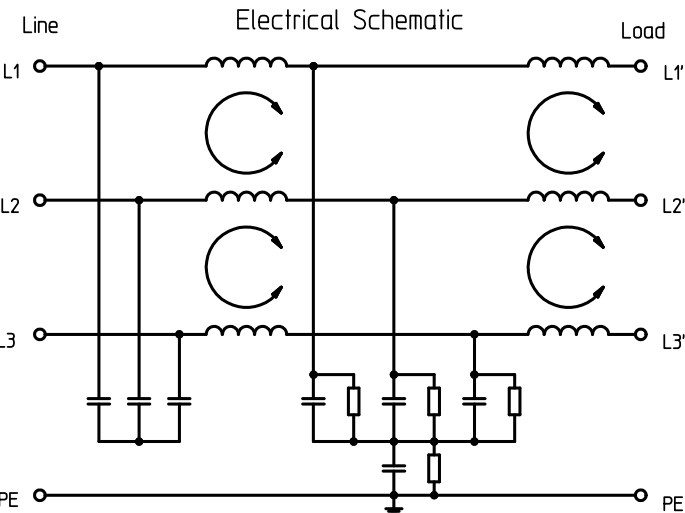 Electrical Schematic
Line
Load
L1
L1'
L2
L2'
L3
L3'
PE
PE